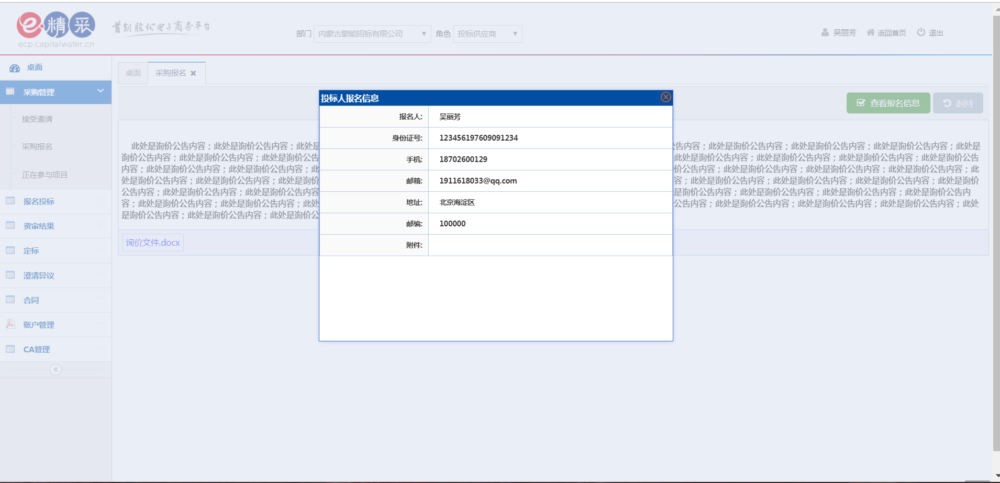 e精采
首创股份电子商务平台
ecp.capitalwater.cn
部门 内蒙古蒙能招标有限公司 角色 投标供应商
吴丽芳 返回首页 退出
桌面
采购管理
接受邀请
采购报名
正在参与项目
报名投标
资审结果
定标
澄清异议
合同
账户管理
CA管理
桌面 采购报名
查看报名信息 返回
此处是询价公告内容；此处是询价公告内容；此处是
告内容；此处是询价公告内容；此处是询价公告内容；此处是询价公告内容；此处是
询价公告内容；此处是询价公告内容；此处是询价公告
此处是询价公告内容；此处是询价公告内容；此处是询价公告内容；此处是询价公告
内容；此处是询价公告内容；此处是询价公告内容；此
价公告内容；此处是询价公告内容；此处是询价公告内容；此处是询价公告内容；此
处是询价公告内容；此处是询价公告内容；此处是询价
容；此处是询价公告内容；此处是询价公告内容；此处是询价公告内容；此处是询价
公告内容；此处是询价公告内容；此处是询价公告内容
是询价公告内容；此处是询价公告内容；此处是询价公告内容；此处是询价公告内
容；此处是询价公告内容；此处是询价公告内容；此处
公告内容；此处是询价公告内容；此处是询价公告内容；此处是询价公告内容；此处
是询价公告内容；此处是询价公告内容；此处是询价公
询价文件.docx
投标人报名信息
报名人: 吴丽芳
身份证号: 123456197609091234
手机: 18702600129
邮箱: 1911618033@qq.com
地址: 北京海淀区
邮编: 100000
附件: